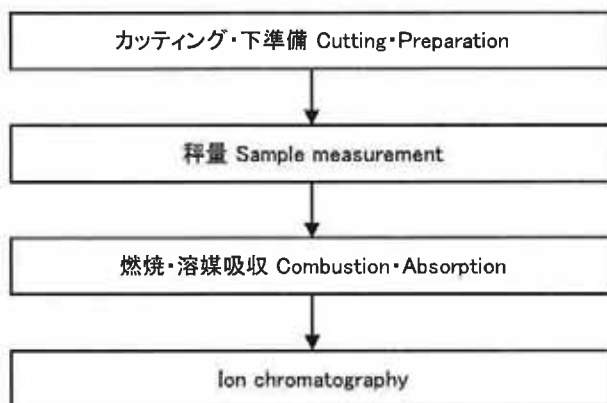 カッティング・下準備 Cutting・Preparation
秤量 Sample measurement
燃焼・溶媒吸収 Combustion・Absorption
Ion chromatography